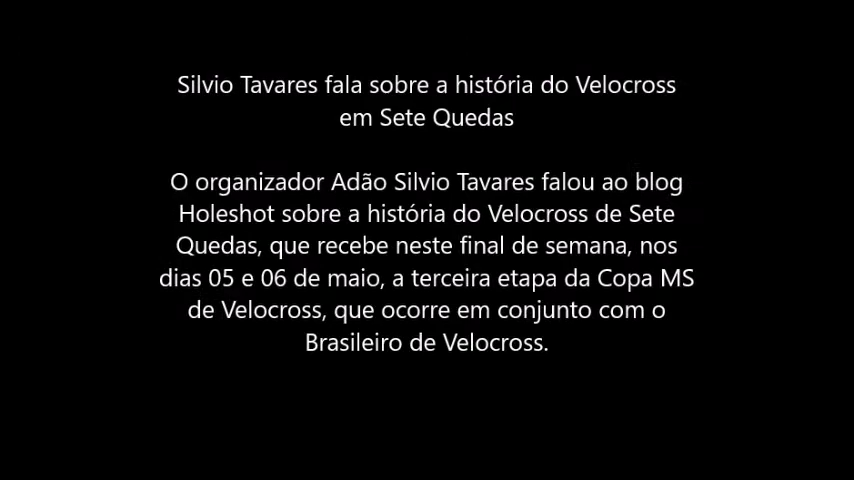 Silvio Tavares fala sobre a história do Velocross
em Sete Quedas
O organizador Adão Silvio Tavares falou ao blog
Holeshot sobre a história do Velocross de Sete
Quedas, que recebe neste final de semana, nos
dias 05 e 06 de maio, a terceira etapa da Copa MS
de Velocross, que ocorre em conjunto com o
Brasileiro de Velocross.